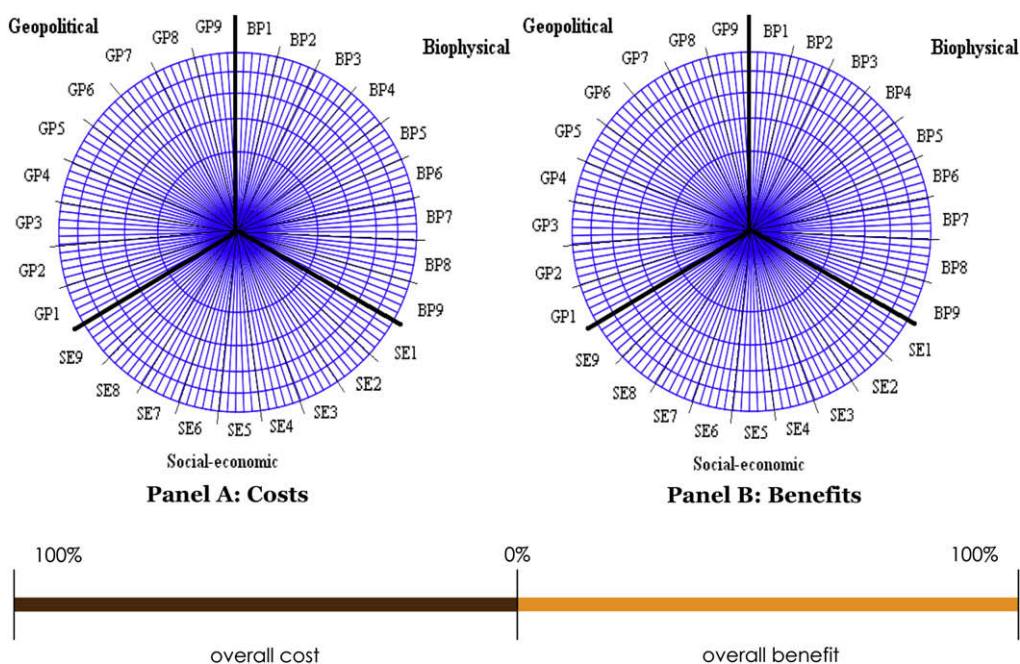 Geopolitical
GP9
BP1
GP8
BP2
GP7
BP3
Biophysical
GP6
BP4
GP5
BP5
GP4
BP6
GP3
BP7
GP2
BP8
GP1
BP9
SE9
SE1
SE8
SE2
SE7
SE3
SE6
SE5
SE4
Social-economic
Panel A: Costs
Geopolitical
GP9
BP1
GP8
BP2
GP7
BP3
Biophysical
GP6
BP4
GP5
BP5
GP4
BP6
GP3
BP7
GP2
BP8
GP1
BP9
SE9
SE1
SE8
SE2
SE7
SE3
SE6
SE5
SE4
Social-economic
Panel B: Benefits
100%
0%
100%
overall cost
overall benefit